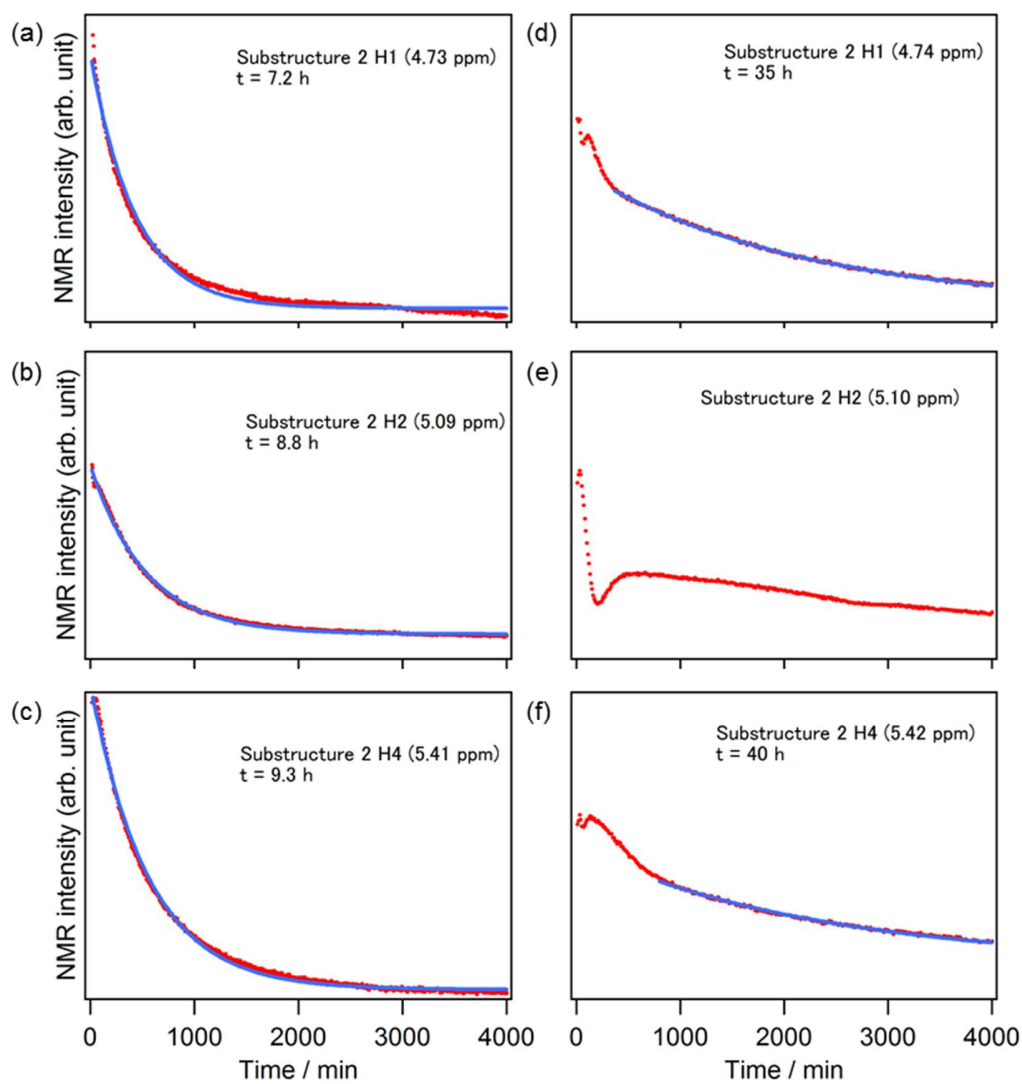 (a)
Substructure 2 H1 (4.73 ppm)
t = 7.2 h
NMR intensity (arb. unit)
(d)
Substructure 2 H1 (4.74 ppm)
t = 35 h
(b)
Substructure 2 H2 (5.09 ppm)
t = 8.8 h
NMR intensity (arb. unit)
(e)
Substructure 2 H2 (5.10 ppm)
(c)
Substructure 2 H4 (5.41 ppm)
t = 9.3 h
NMR intensity (arb. unit)
(f)
Substructure 2 H4 (5.42 ppm)
t = 40 h
0 1000 2000 3000 4000
Time / min
0 1000 2000 3000 4000
Time / min